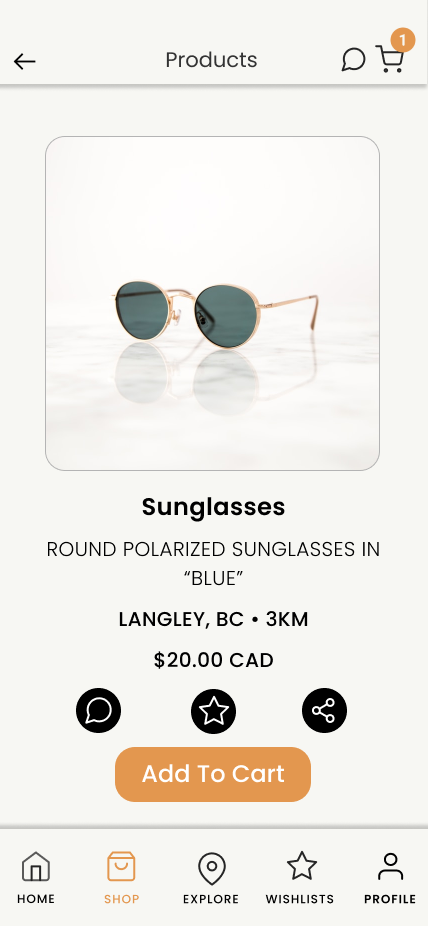 1
Products
Sunglasses
ROUND POLARIZED SUNGLASSES IN
“BLUE”
LANGLEY, BC • 3KM
$20.00 CAD
Add To Cart
HOME SHOP EXPLORE WISHLISTS PROFILE